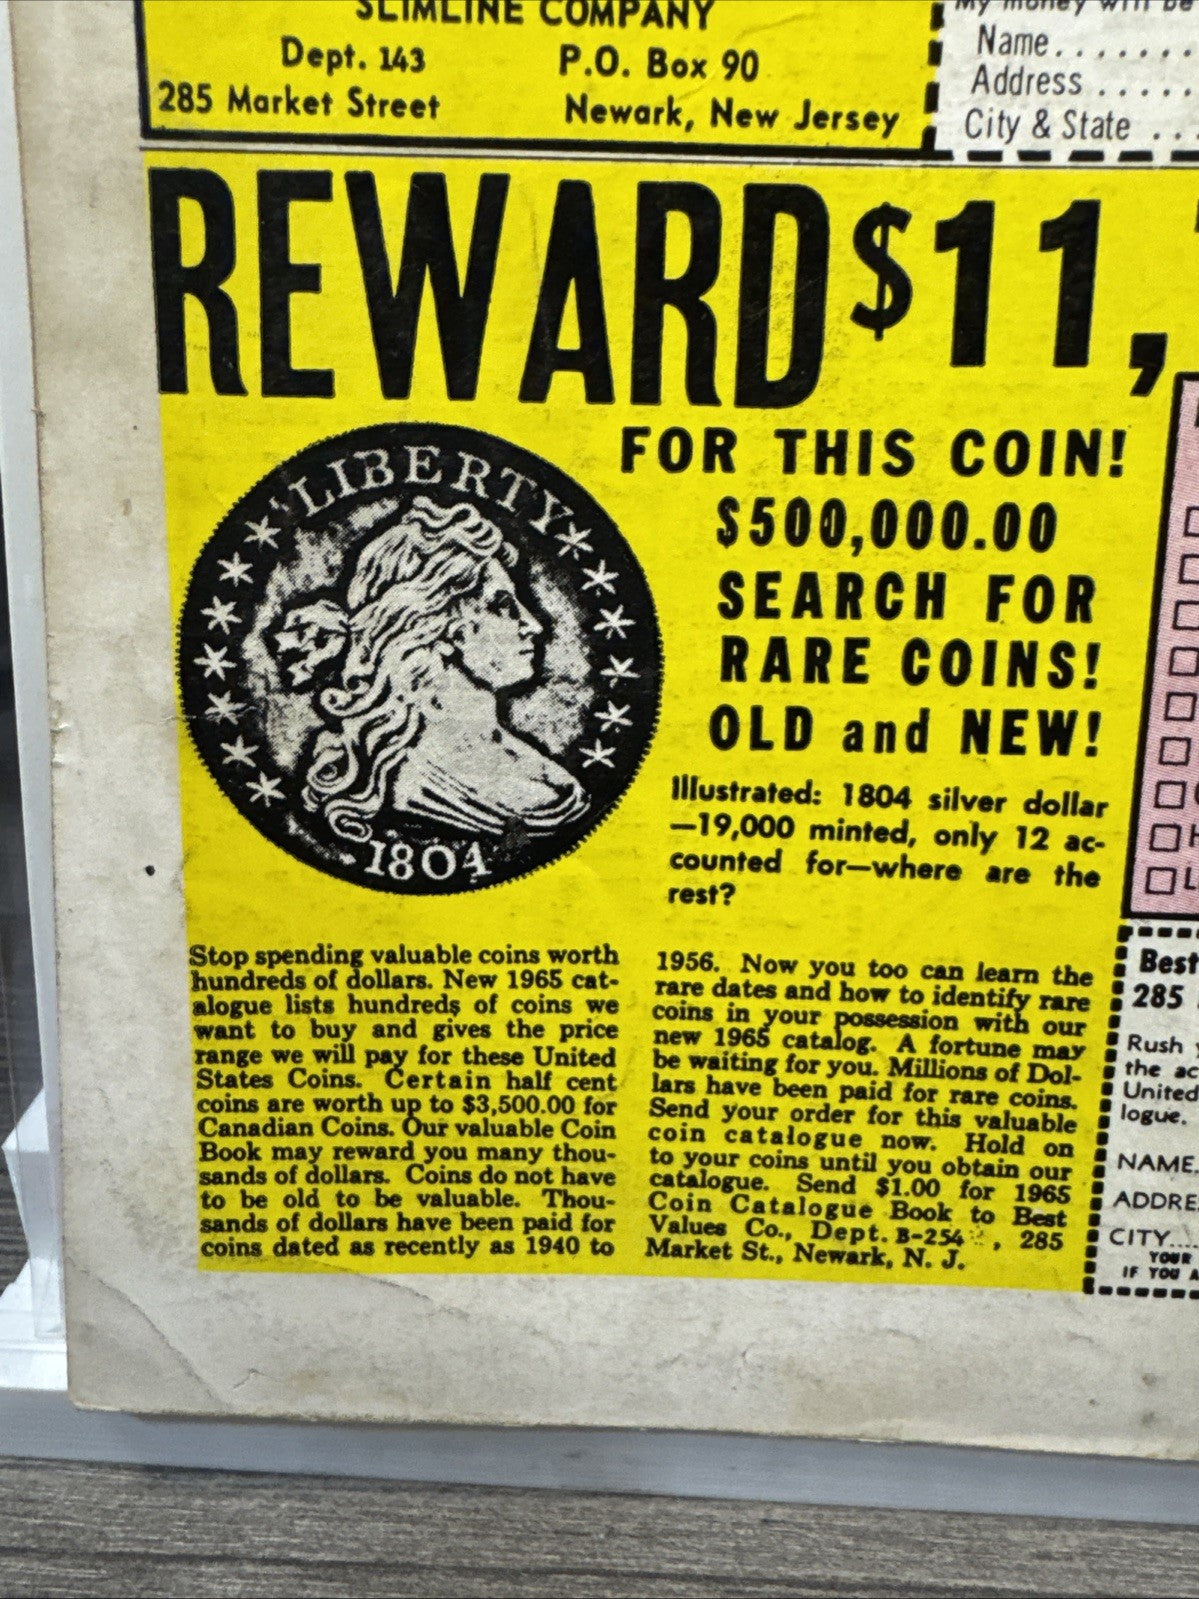 SLIMLINE COMPANY
Dept. 143 P.O. Box 90
285 Market Street Newark, New Jersey
My money will be
Name.......
Address .....
City & State ..
REWARD $11,
LIBERTY
1804
FOR THIS COIN!
$500,000.00
SEARCH FOR
RARE COINS!
OLD and NEW!
Illustrated: 1804 silver dollar
—19,000 minted, only 12 ac-
counted for—where are the
rest?
Stop spending valuable coins worth
hundreds of dollars. New 1965 cat-
alogue lists hundreds of coins we
want to buy and gives the price
range we will pay for these United
States Coins. Certain half cent
coins are worth up to $3,500.00 for
Canadian Coins. Our valuable Coin
Book may reward you many thou-
sands of dollars. Coins do not have
to be old to be valuable. Thou-
sands of dollars have been paid for
coins dated as recently as 1940 to
1956. Now you too can learn the
rare dates and how to identify rare
coins in your possession with our
new 1965 catalog. A fortune may
be waiting for you. Millions of Dol-
lars have been paid for rare coins.
Send your order for this valuable
coin catalogue now. Hold on
to your coins until you obtain our
catalogue. Send $1.00 for 1965
Coin Catalogue Book to Best
Values Co., Dept. B-254 , 285
Market St., Newark, N. J.
Best
285
Rush
the ac
United
logue.
NAME.
ADDRE
CITY....
YOUR
IF YOU A